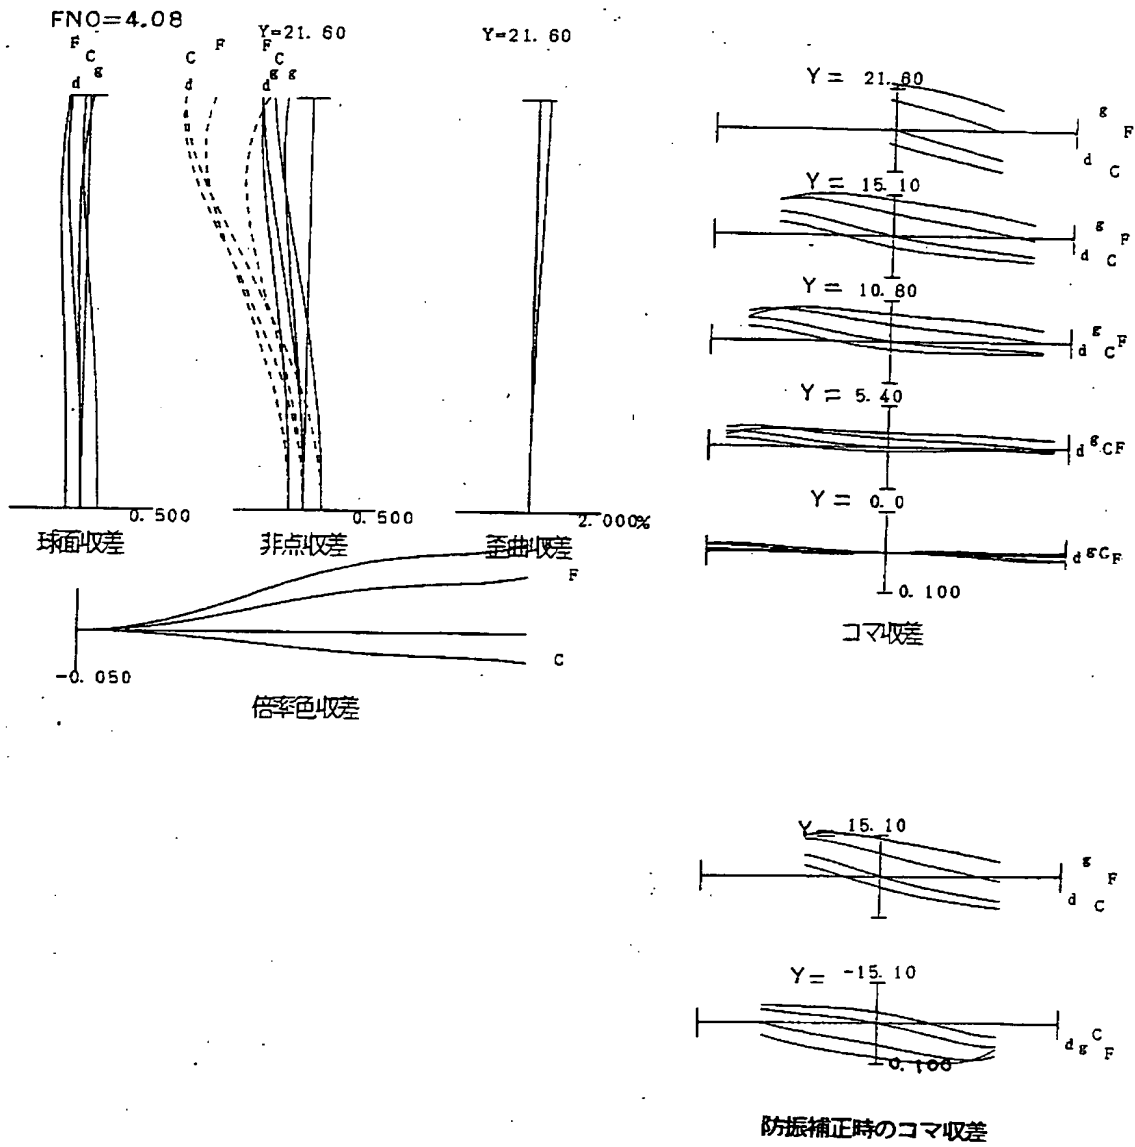 FNO=4.08
F C g d
C F d
Y=21.60
F C d g g
Y=21.60
0.500
球面収差
0.500
非点収差
2.000%
歪曲収差
F
C
-0.050
倍率色収差
Y= 21.60
g F d C
Y= 15.10
g F d C
Y= 10.80
g F d C
Y= 5.40
d g C F
Y= 0.0
d g C F
0.100
コマ収差
Y= 15.10
g F d C
Y= -15.10
d g C F
0.100
防振補正時のコマ収差